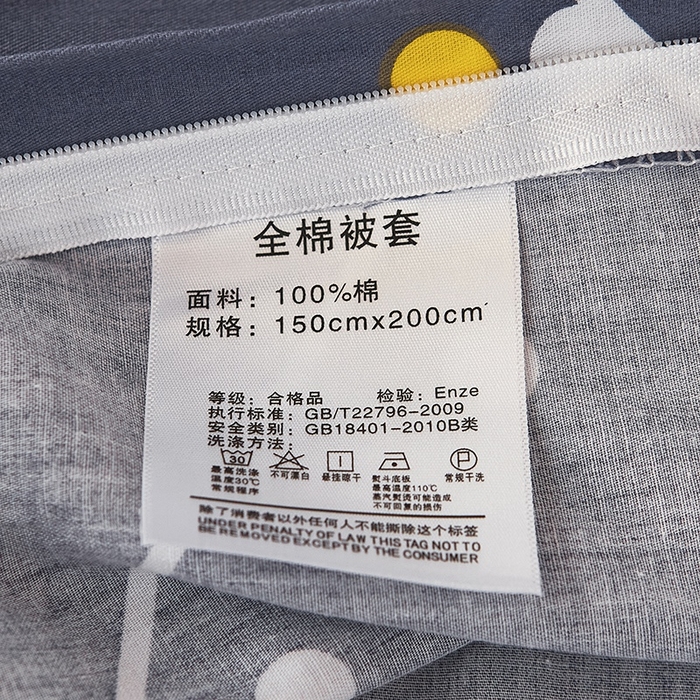 全棉被套
面料：100%棉
规格：150cmx200cm
等级：合格品 检验：Enze
执行标准：GB/T22796-2009
安全类别：GB18401-2010B类
洗涤方法：
30 P
最高洗涤 不可漂白 悬挂晾干 熨斗底板 常规干洗
温度30℃ 最高温度110℃
常规程序 蒸汽熨烫可能造成
不可回复的损伤
除了消费者以外任何人不能撕除这个标签
UNDER PENALTY OF LAW THIS TAG NOT TO
BE REMOVED EXCEPT BY THE CONSUMER